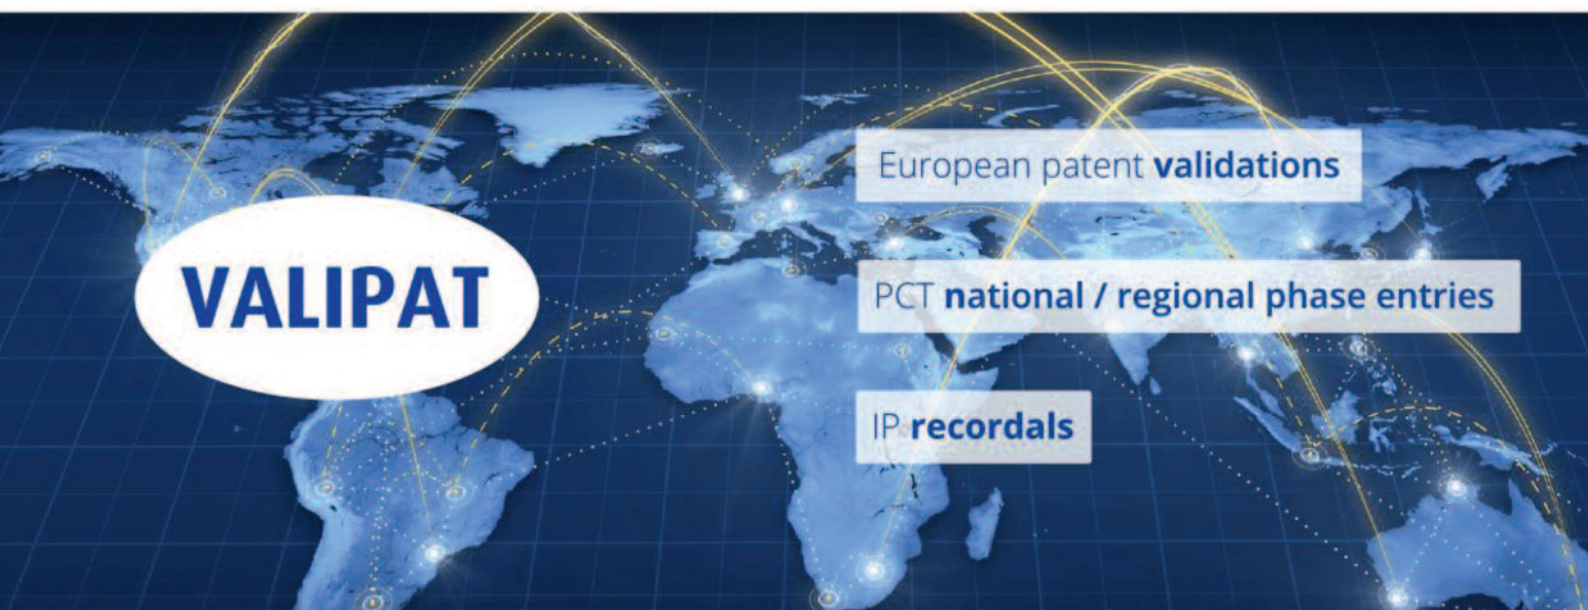 VALIPAT
European patent validations
PCT national / regional phase entries
IP recordals